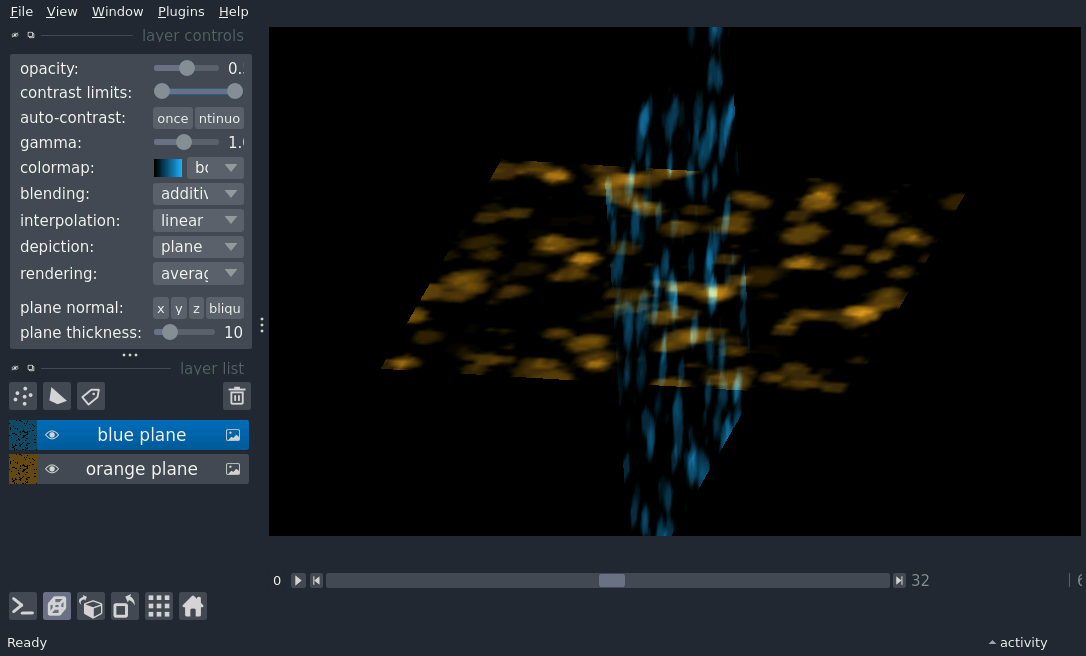 File View Window Plugins Help
layer controls
opacity: 0.
contrast limits:
auto-contrast: once ntinuo
gamma: 1.
colormap: bo
blending: additiv
interpolation: linear
depiction: plane
rendering: averag
plane normal: x y z bliqu
plane thickness: 10
layer list
blue plane
orange plane
0 32
Ready activity